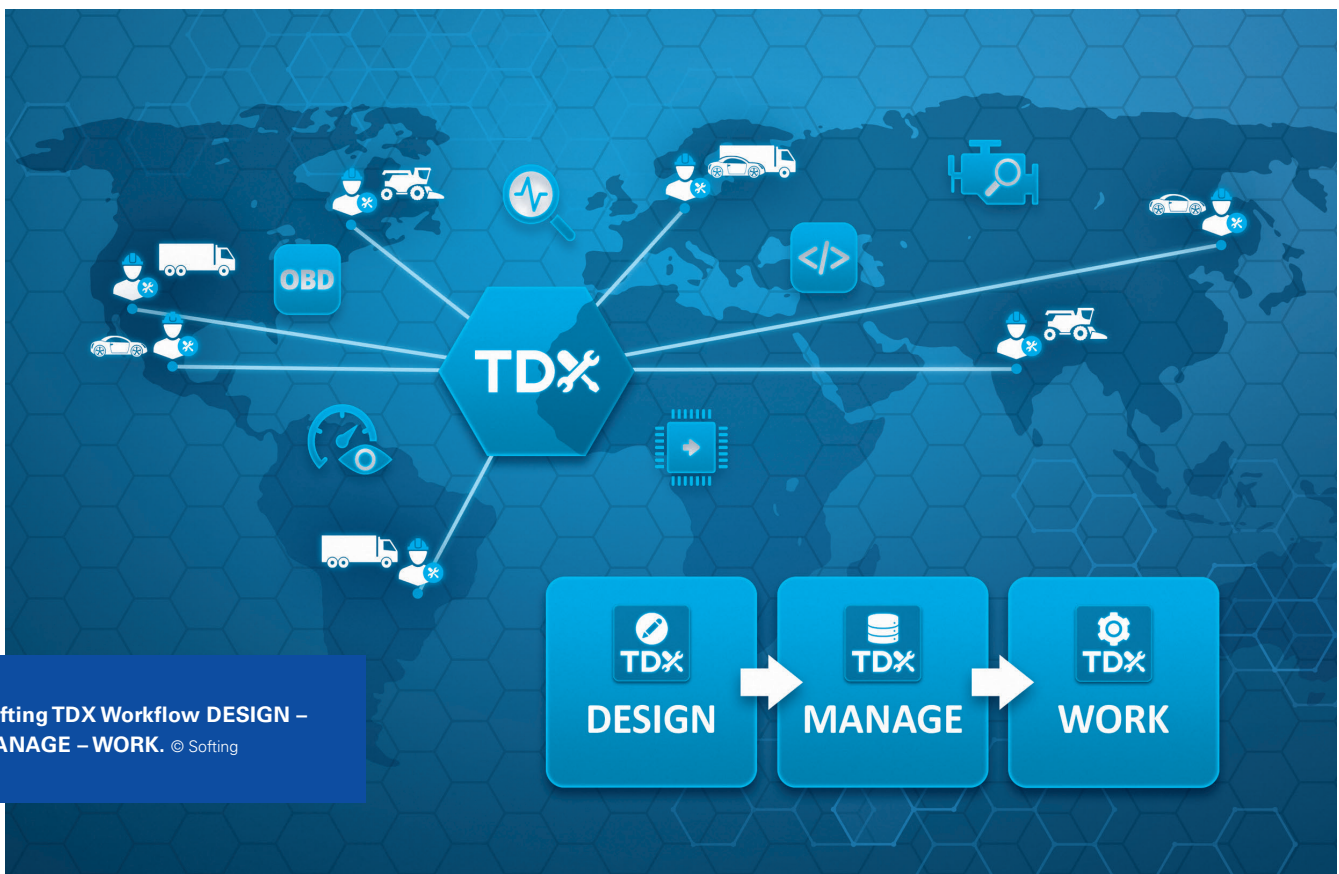 OBD
</>
TDX
TDX
DESIGN
TDX
MANAGE
TDX
WORK
fting TDX Workflow DESIGN –
ANAGE – WORK. © Softing